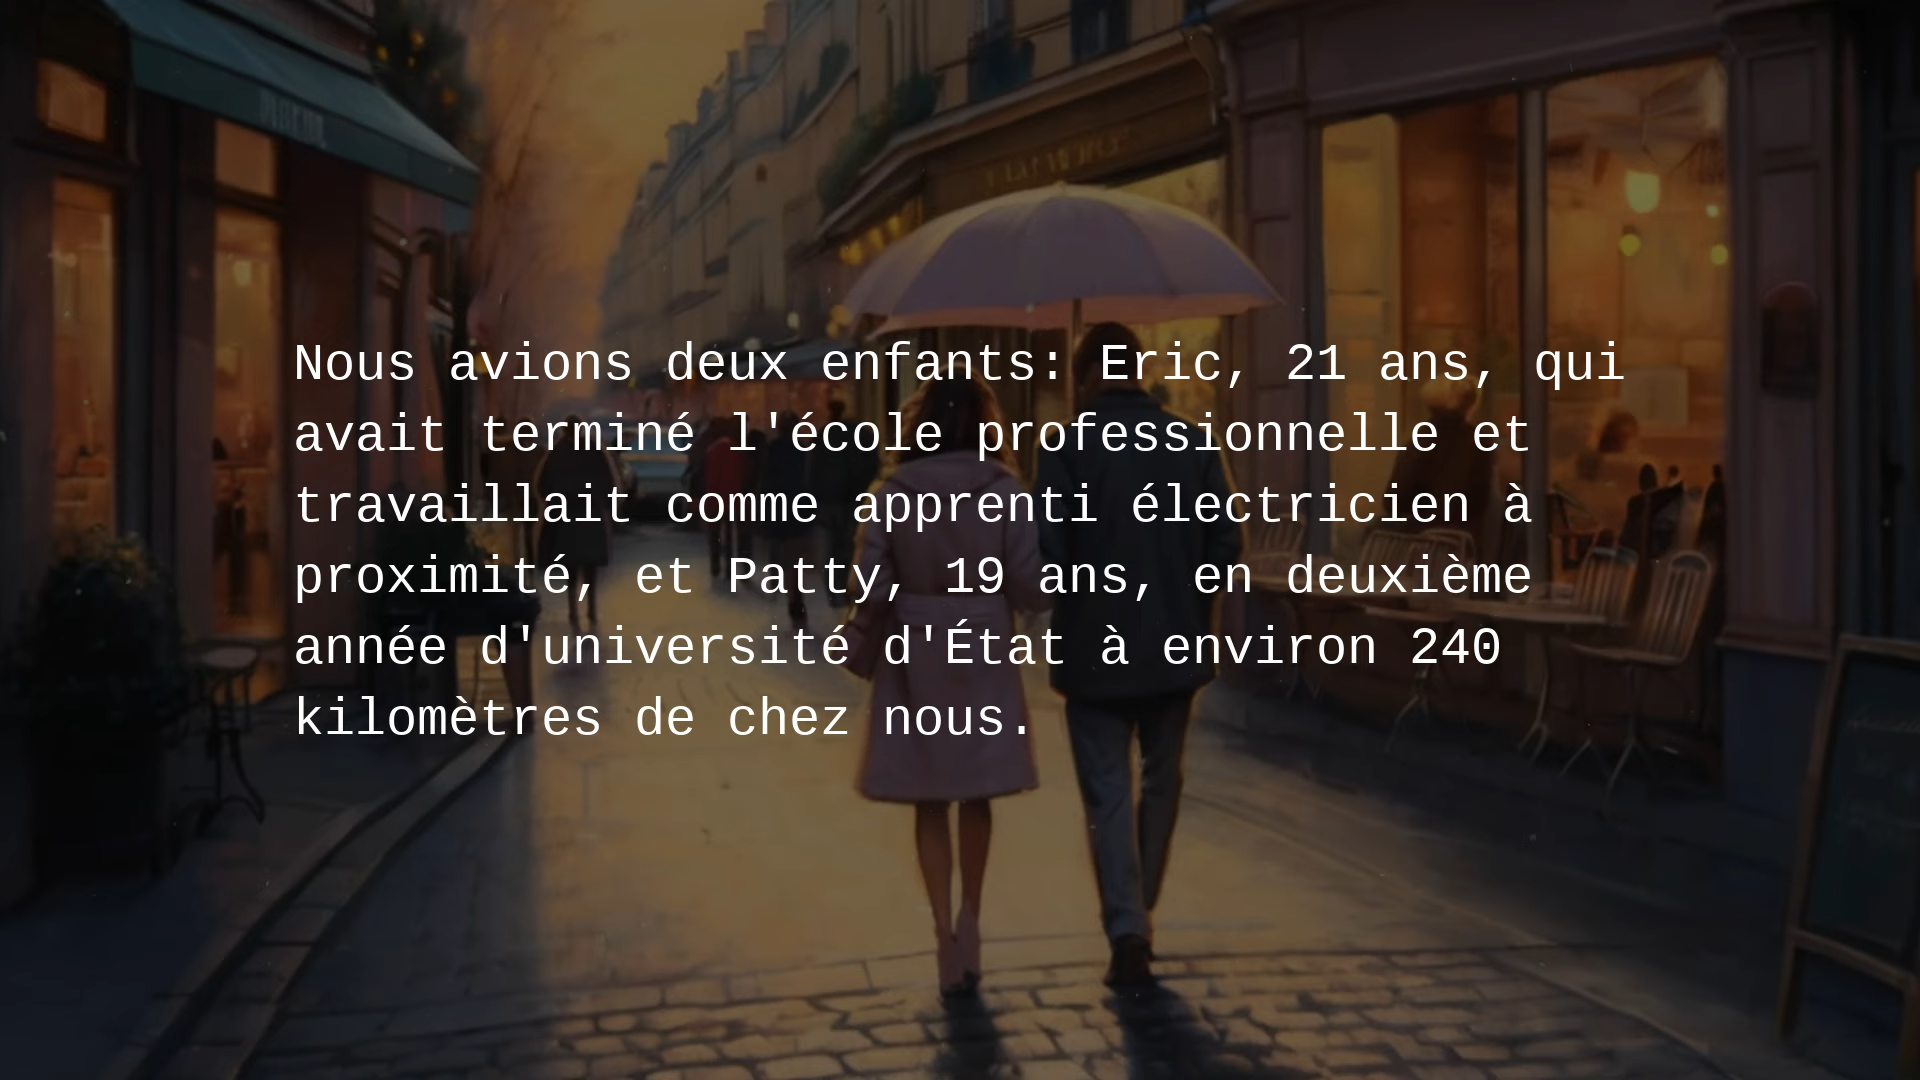 Nous avions deux enfants: Eric, 21 ans, qui
avait terminé l'école professionnelle et
travaillait comme apprenti électricien à
proximité, et Patty, 19 ans, en deuxième
année d'université d'État à environ 240
kilomètres de chez nous.